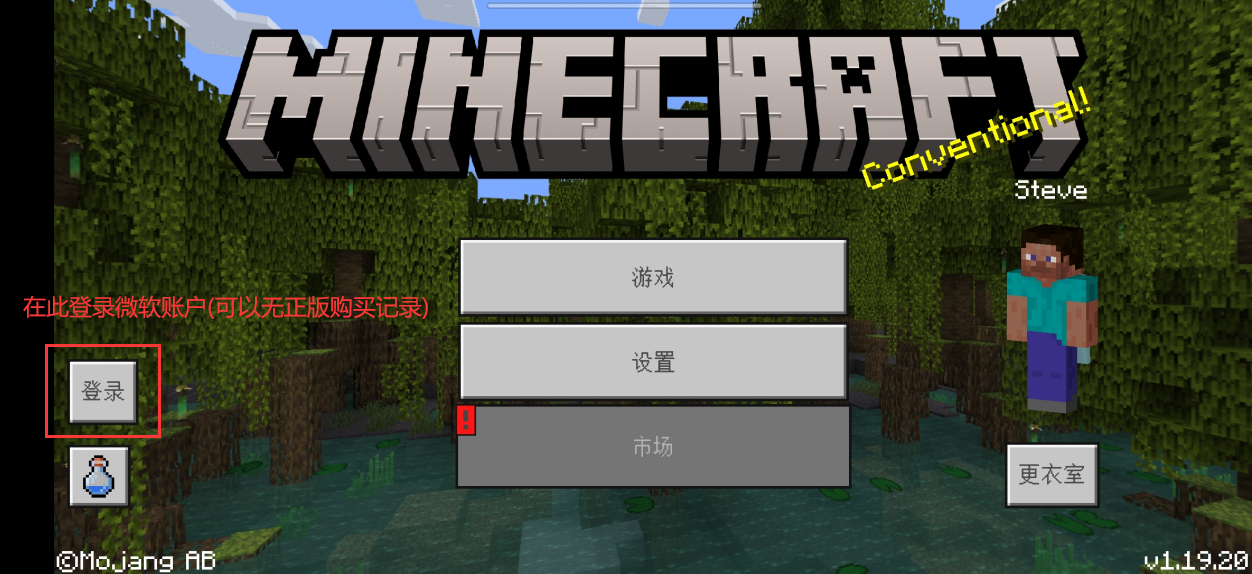 MINECRAFT
Conventional!
Steve
游戏
在此登录微软账户(可以无正版购买记录)
设置
登录
!
市场
更衣室
©Mojang AB
v1.19.20